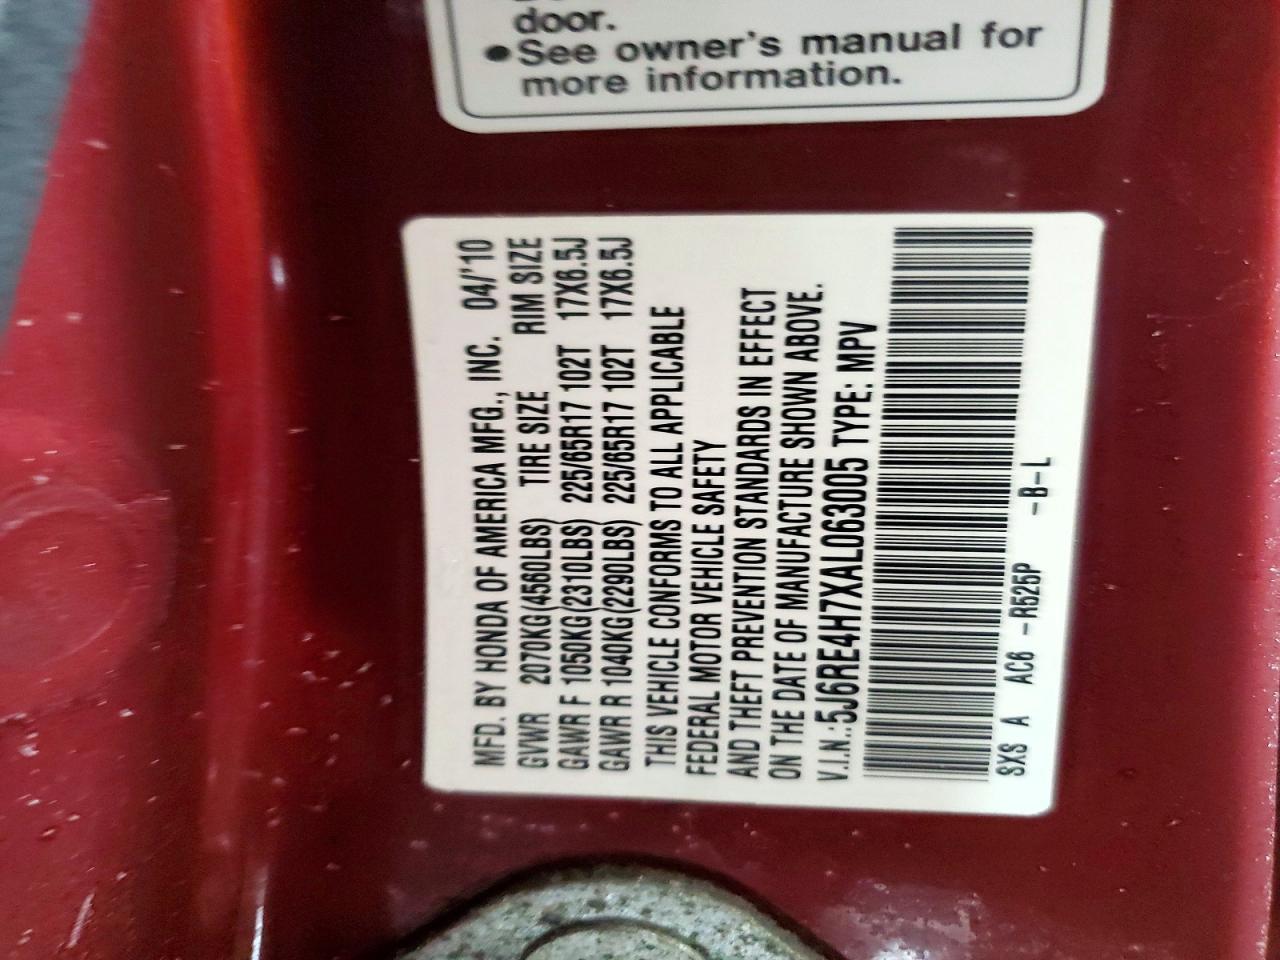 door.
●See owner's manual for
more information.
MFD. BY HONDA OF AMERICA MFG., INC. 04/'10
GVWR 2070KG(4560LBS) TIRE SIZE RIM SIZE
GAWR F 1050KG(2310LBS) 225/65R17 102T 17X6.5J
GAWR R 1040KG(2290LBS) 225/65R17 102T 17X6.5J
THIS VEHICLE CONFORMS TO ALL APPLICABLE
FEDERAL MOTOR VEHICLE SAFETY
AND THEFT PREVENTION STANDARDS IN EFFECT
ON THE DATE OF MANUFACTURE SHOWN ABOVE.
V.I.N.:5J6RE4H7XAL063005 TYPE: MPV
SXS A AC6 -R525P -B-L